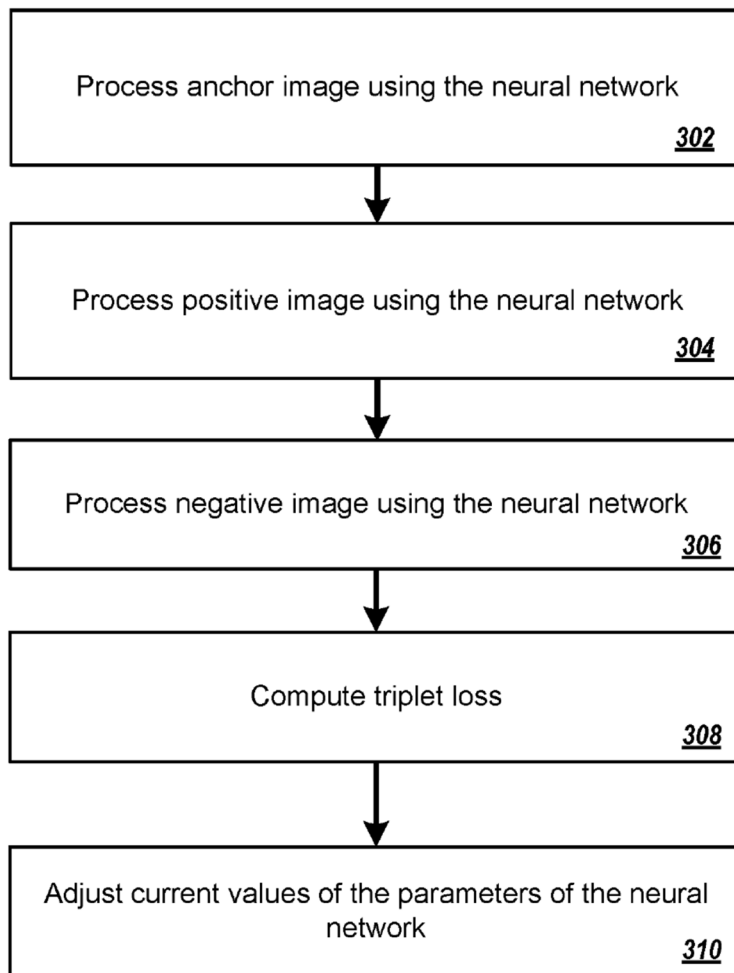 Process anchor image using the neural network
302
Process positive image using the neural network
304
Process negative image using the neural network
306
Compute triplet loss
308
Adjust current values of the parameters of the neural
network
310